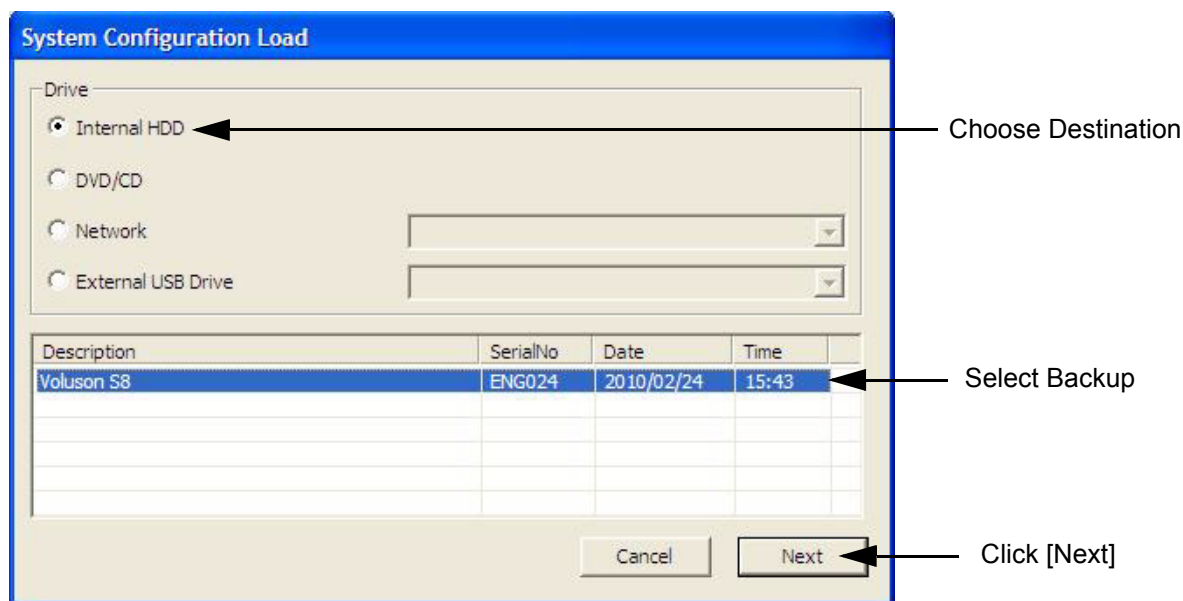 System Configuration Load
Drive
Internal HDD
Choose Destination
DVD/CD
Network
External USB Drive
Description SerialNo Date Time
Voluson S8 ENG024 2010/02/24 15:43
Select Backup
Cancel Next
Click [Next]